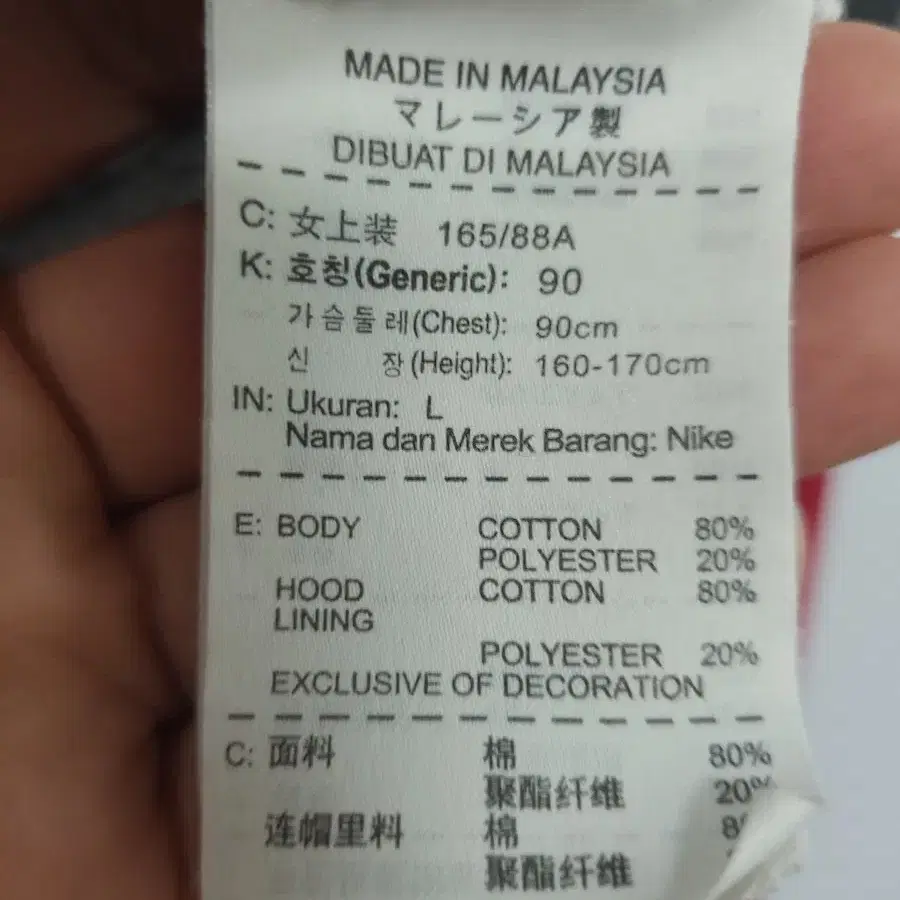 MADE IN MALAYSIA
マレーシア製
DIBUAT DI MALAYSIA
C: 女上装 165/88A
K: 호칭(Generic): 90
가슴둘레(Chest): 90cm
신 장(Height): 160-170cm
IN: Ukuran: L
Nama dan Merek Barang: Nike
E: BODY COTTON 80%
POLYESTER 20%
HOOD COTTON 80%
LINING
POLYESTER 20%
EXCLUSIVE OF DECORATION
C: 面料 棉 80%
聚酯纤维 20%
连帽里料 棉
聚酯纤维